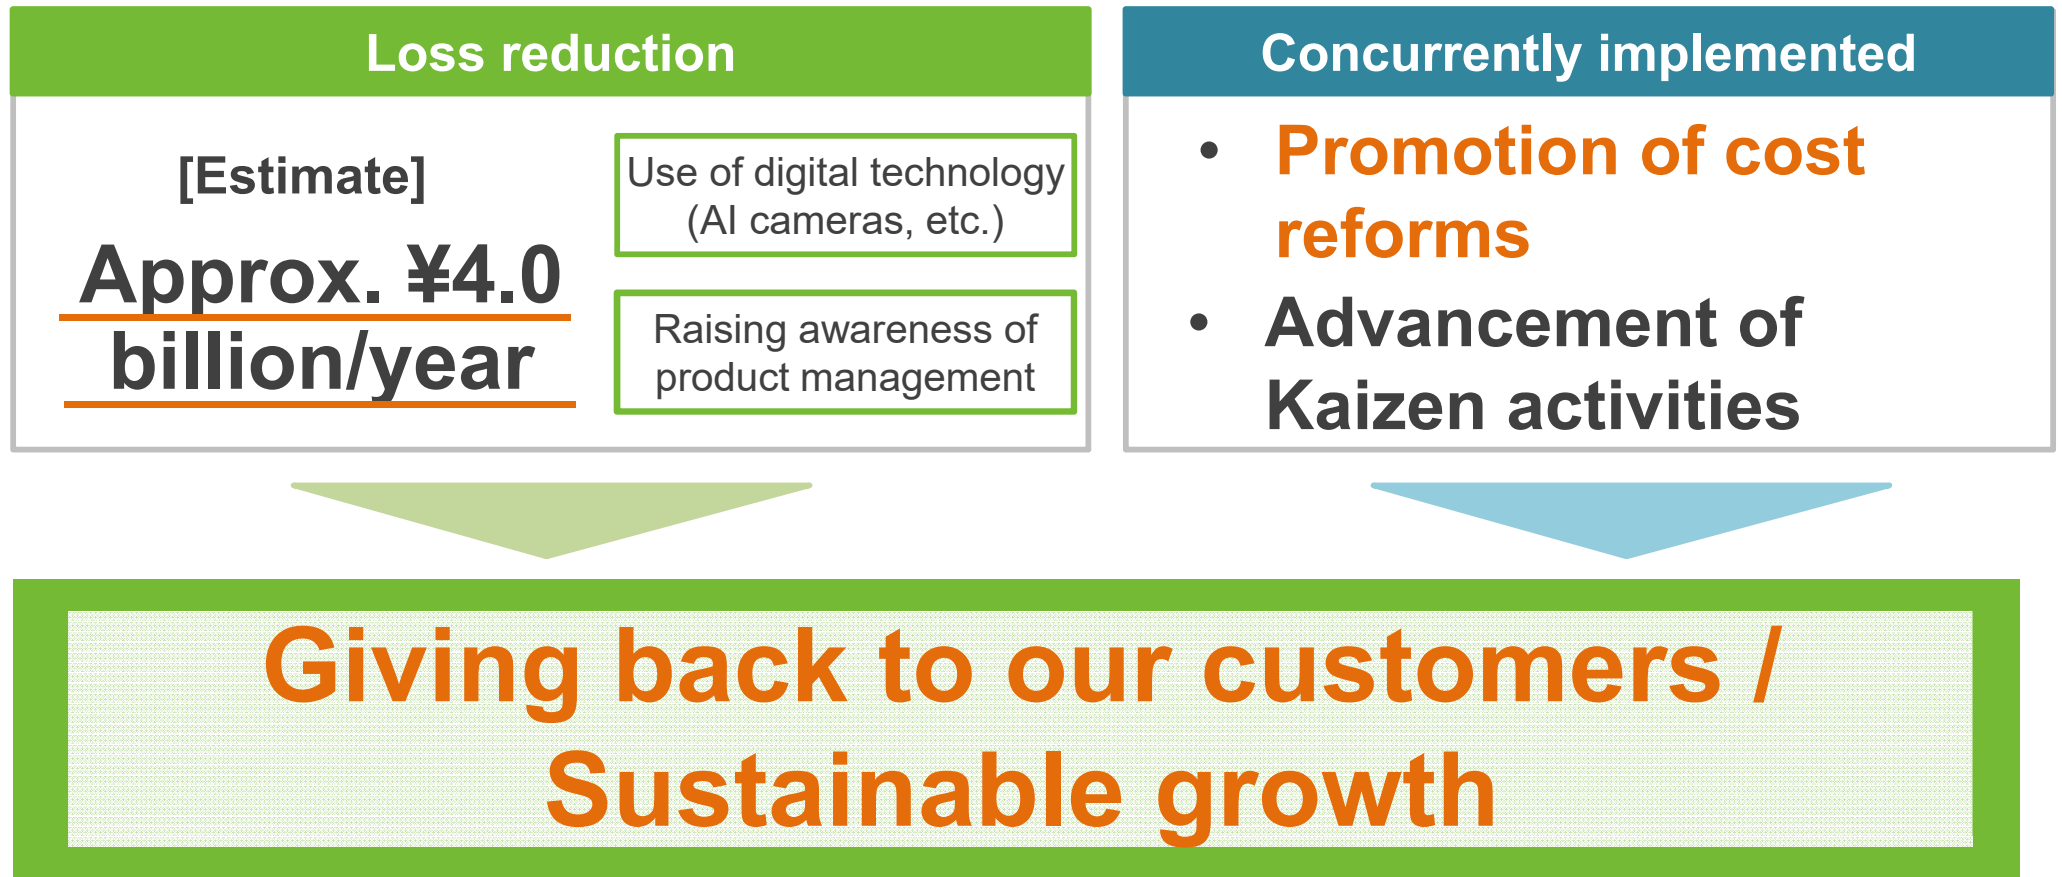 Loss reduction
[Estimate]
Approx. ¥4.0
billion/year
Use of digital technology
(AI cameras, etc.)
Raising awareness of
product management
Concurrently implemented
• Promotion of cost
reforms
• Advancement of
Kaizen activities
Giving back to our customers /
Sustainable growth